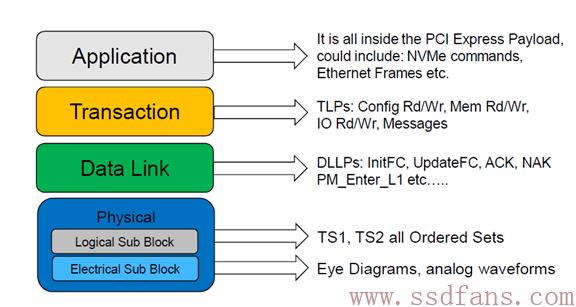 Application
It is all inside the PCI Express Payload,
could include: NVMe commands,
Ethernet Frames etc.
Transaction
TLPs: Config Rd/Wr, Mem Rd/Wr,
IO Rd/Wr, Messages
Data Link
DLLPs: InitFC, UpdateFC, ACK, NAK
PM_Enter_L1 etc…..
Physical
Logical Sub Block
TS1, TS2 all Ordered Sets
Electrical Sub Block
Eye Diagrams, analog waveforms
www.ssdfans.com